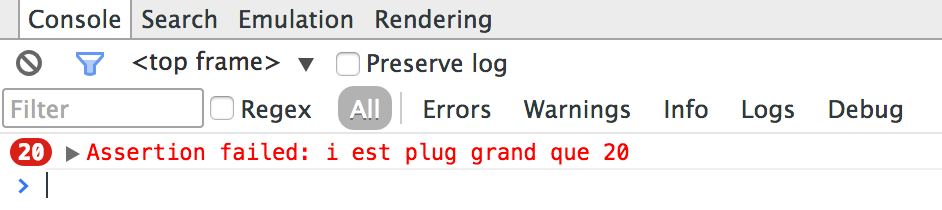 Console Search Emulation Rendering
<top frame> ▼ Preserve log
Filter Regex All Errors Warnings Info Logs Debug
20 ▶ Assertion failed: i est plug grand que 20
>